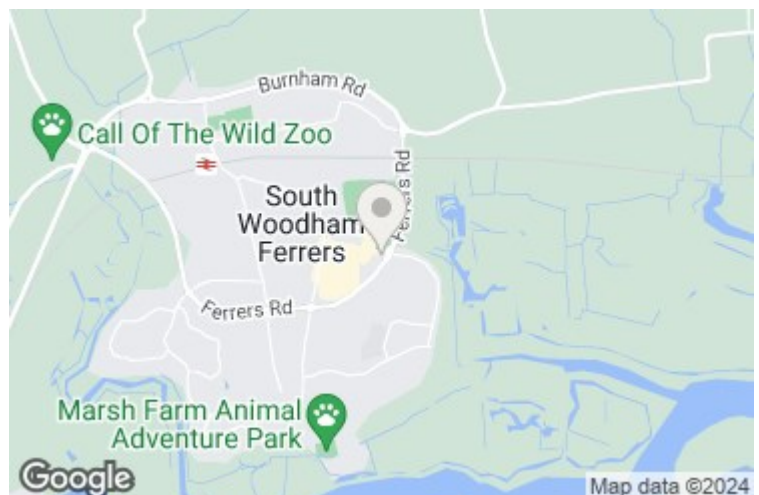 Burnham Rd
Call Of The Wild Zoo
Ferrers Rd
South
Woodham
Ferrers
Ferrers Rd
Marsh Farm Animal
Adventure Park
Google
Map data ©2024